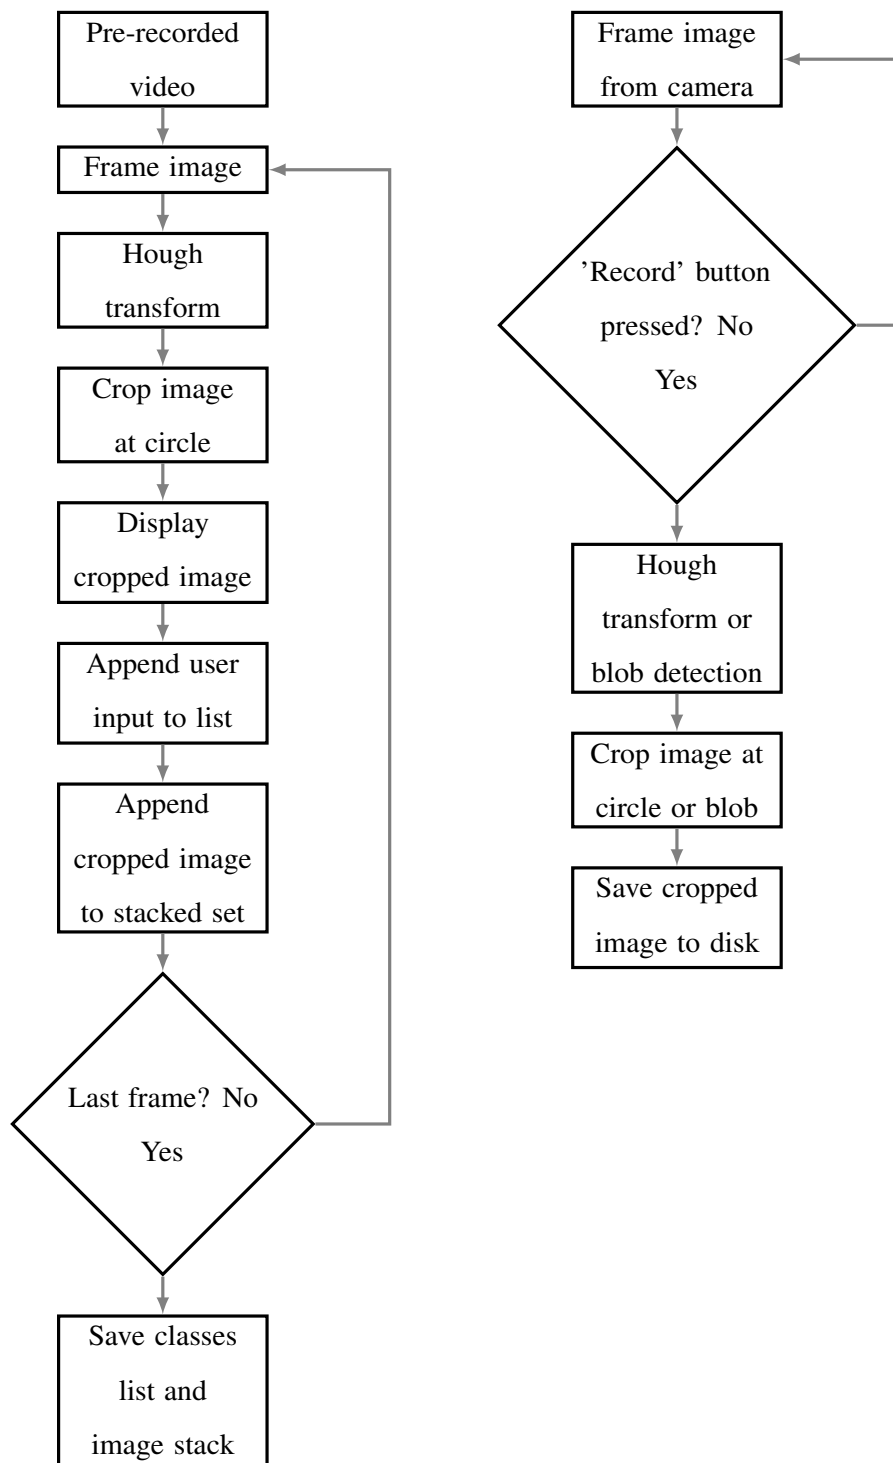 Pre-recorded
video
Frame image
Hough
transform
Crop image
at circle
Display
cropped image
Append user
input to list
Append
cropped image
to stacked set
Last frame? No
Yes
Save classes
list and
image stack
Frame image
from camera
'Record' button
pressed? No
Yes
Hough
transform or
blob detection
Crop image at
circle or blob
Save cropped
image to disk